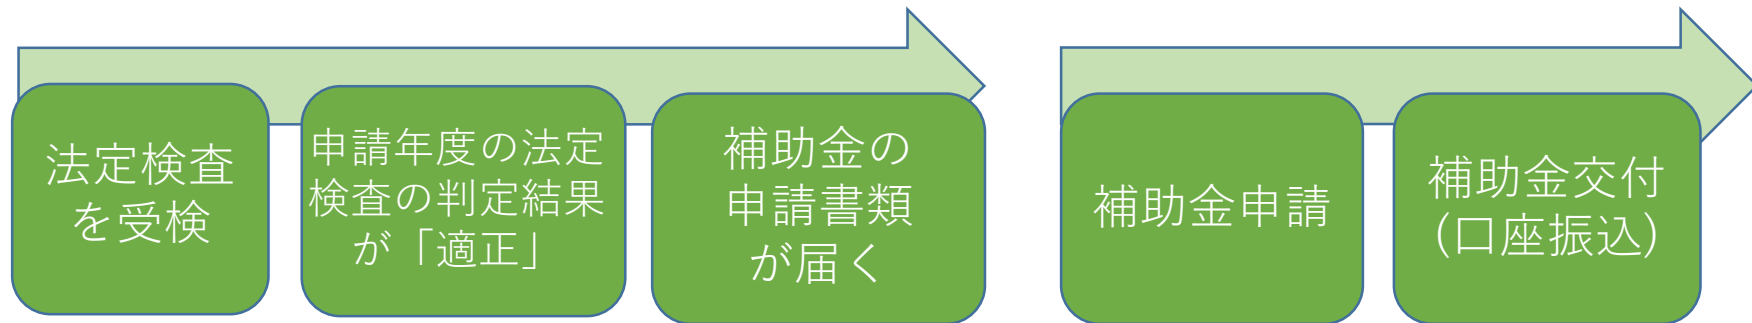 法定検査
を受検
申請年度の法定
検査の判定結果
が「適正」
補助金の
申請書類
が届く
補助金申請
補助金交付
(口座振込)